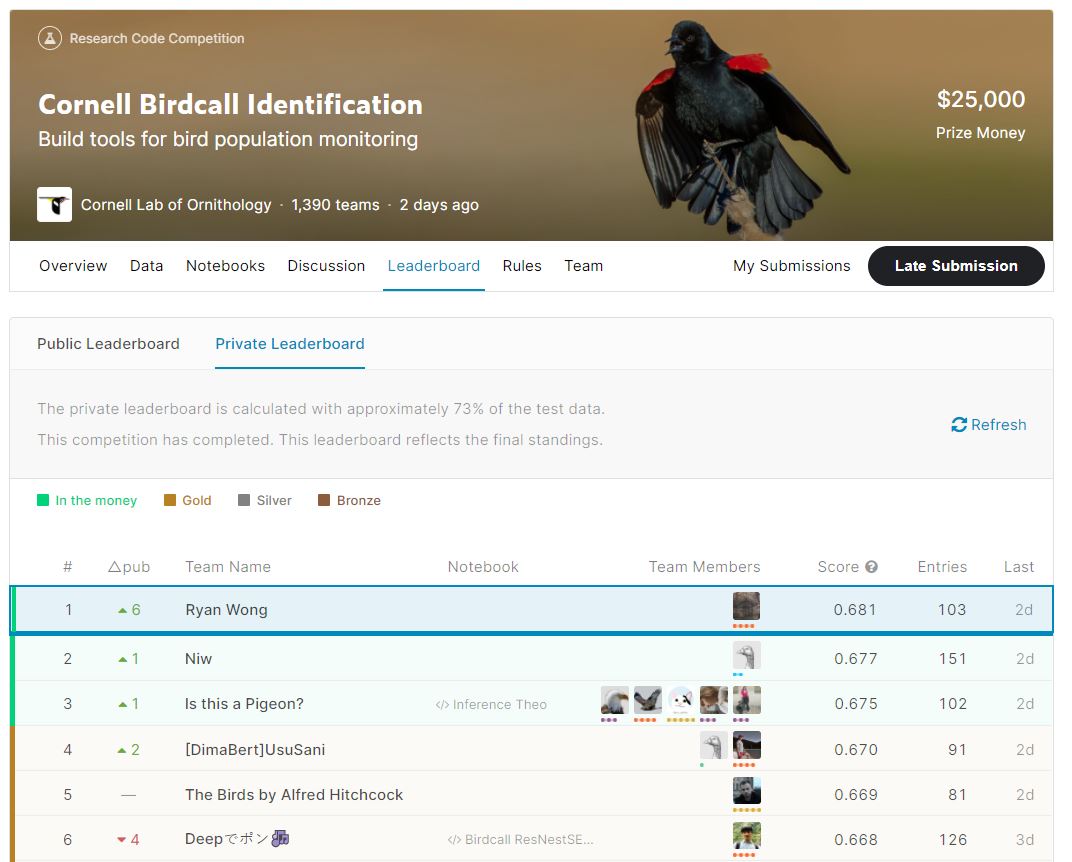 Research Code Competition
Cornell Birdcall Identification
$25,000
Build tools for bird population monitoring
Prize Money
Cornell Lab of Ornithology · 1,390 teams · 2 days ago
Overview Data Notebooks Discussion Leaderboard Rules Team My Submissions Late Submission
Public Leaderboard Private Leaderboard
The private leaderboard is calculated with approximately 73% of the test data.
This competition has completed. This leaderboard reflects the final standings.
Refresh
In the money Gold Silver Bronze
# △pub Team Name Notebook Team Members Score ? Entries Last
1 ▲ 6 Ryan Wong 0.681 103 2d
2 ▲ 1 Niw 0.677 151 2d
3 ▲ 1 Is this a Pigeon? </> Inference Theo 0.675 102 2d
4 ▲ 2 [DimaBert]UsuSani 0.670 91 2d
5 — The Birds by Alfred Hitchcock 0.669 81 2d
6 ▼ 4 Deepでポン🎶 </> Birdcall ResNestSE... 0.668 126 3d